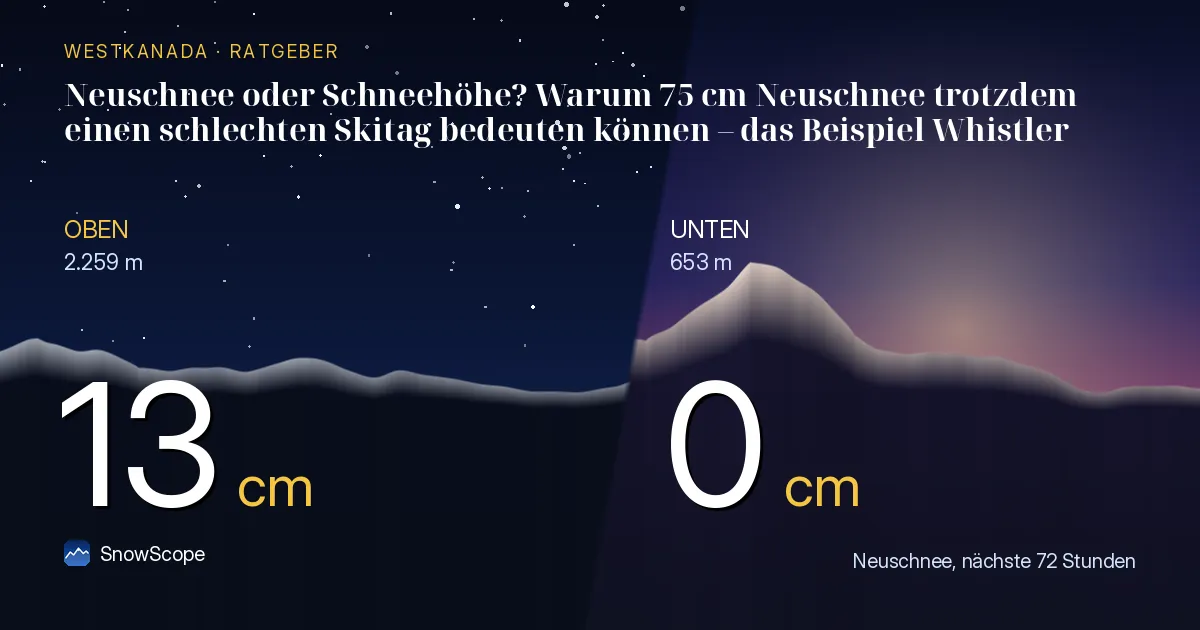 WESTKANADA · RATGEBER
Neuschnee oder Schneehöhe? Warum 75 cm Neuschnee trotzdem
einen schlechten Skitag bedeuten können – das Beispiel Whistler
OBEN
2.259 m
13 cm
UNTEN
653 m
0 cm
SnowScope
Neuschnee, nächste 72 Stunden